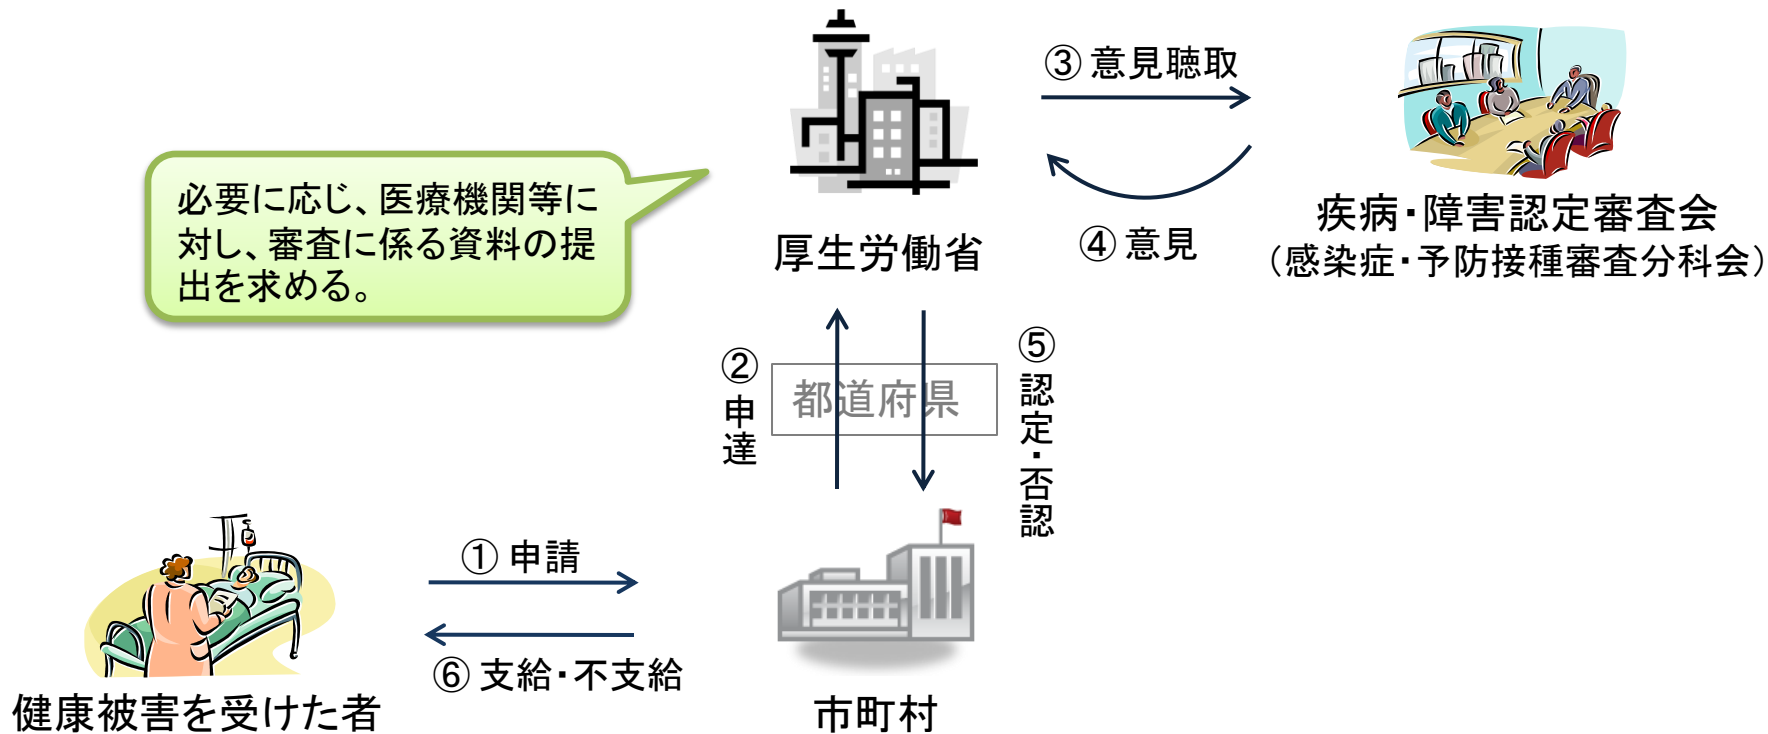 ③ 意見聴取
必要に応じ、医療機関等に
対し、審査に係る資料の提
出を求める。
厚生労働省
④ 意見
疾病・障害認定審査会
（感染症・予防接種審査分科会）
②申達
都道府県
⑤認定・否認
① 申請
⑥ 支給・不支給
健康被害を受けた者
市町村